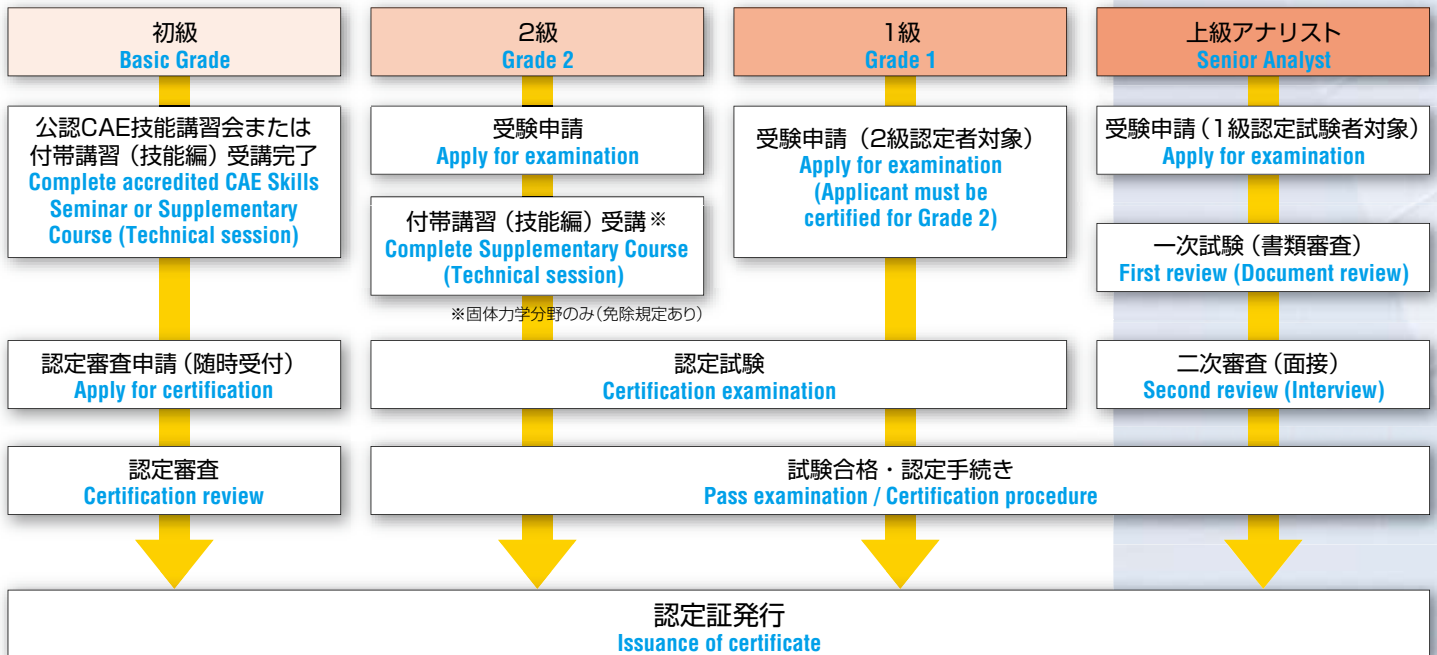 初級
Basic Grade
2級
Grade 2
1級
Grade 1
上級アナリスト
Senior Analyst
公認CAE技能講習会または
付帯講習（技能編）受講完了
Complete accredited CAE Skills
Seminar or Supplementary
Course (Technical session)
受験申請
Apply for examination
付帯講習（技能編）受講※
Complete Supplementary Course
(Technical session)
※固体力学分野のみ（免除規定あり）
受験申請（2級認定者対象）
Apply for examination
(Applicant must be
certified for Grade 2)
受験申請（1級認定試験者対象）
Apply for examination
一次試験（書類審査）
First review (Document review)
認定審査申請（随時受付）
Apply for certification
認定試験
Certification examination
二次審査（面接）
Second review (Interview)
認定審査
Certification review
試験合格・認定手続き
Pass examination / Certification procedure
認定証発行
Issuance of certificate